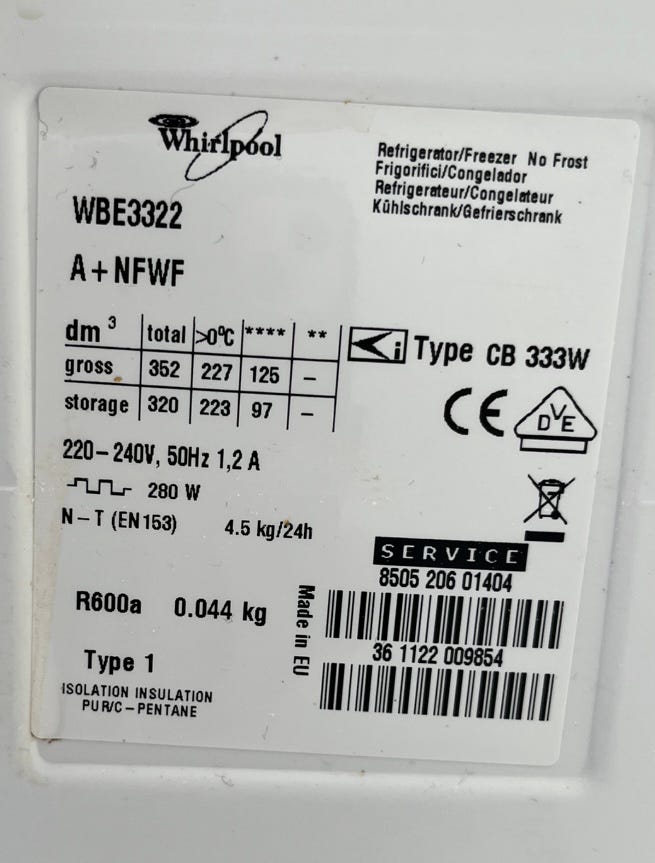 Whirlpool
Refrigerator/Freezer No Frost
Frigorifici/Congelador
Refrigerateur/Congelateur
Kühlschrank/Gefrierschrank
WBE3322
A+NFWF
dm³ total >0°C **** **
gross 352 227 125 –
storage 320 223 97 –
i Type CB 333W
CE DVE
220–240V, 50Hz 1,2 A
280 W
N–T (EN153) 4.5 kg/24h
SERVICE
8505 206 01404
R600a 0.044 kg
Made in EU
36 1122 009854
Type 1
ISOLATION INSULATION
PUR/C–PENTANE